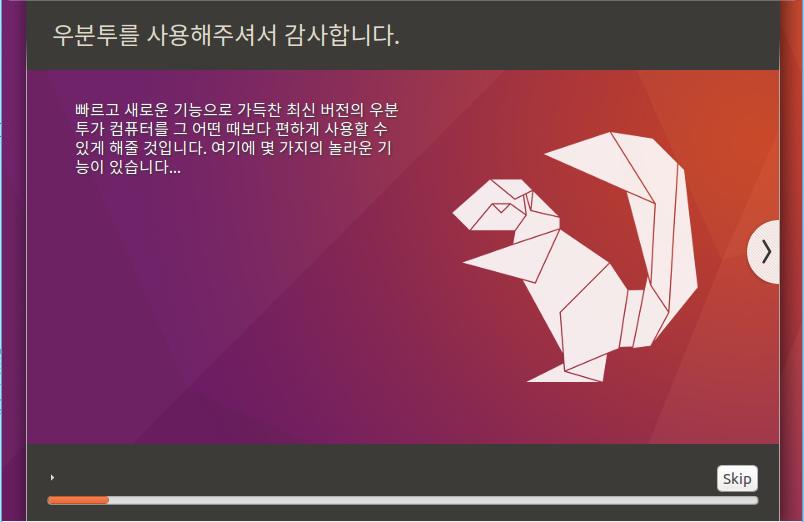 우분투를 사용해주셔서 감사합니다.
빠르고 새로운 기능으로 가득찬 최신 버전의 우분
투가 컴퓨터를 그 어떤 때보다 편하게 사용할 수
있게 해줄 것입니다. 여기에 몇 가지의 놀라운 기
능이 있습니다...
Skip